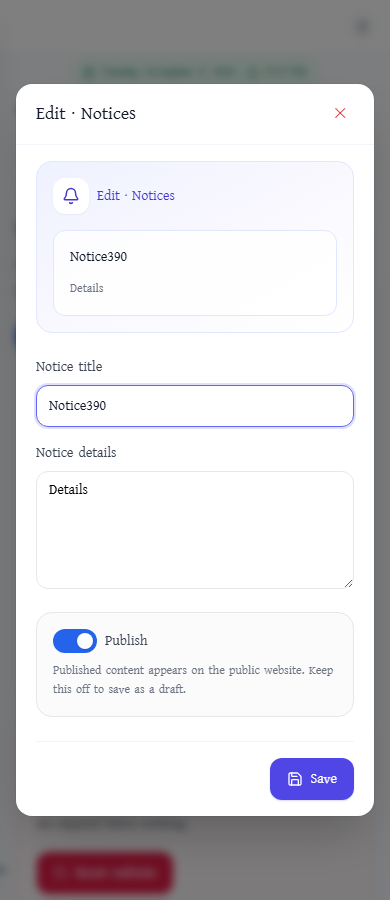 Edit · Notices
Edit · Notices
Notice390
Details
Notice title
Notice390
Notice details
Details
Publish
Published content appears on the public website. Keep
this off to save as a draft.
Save